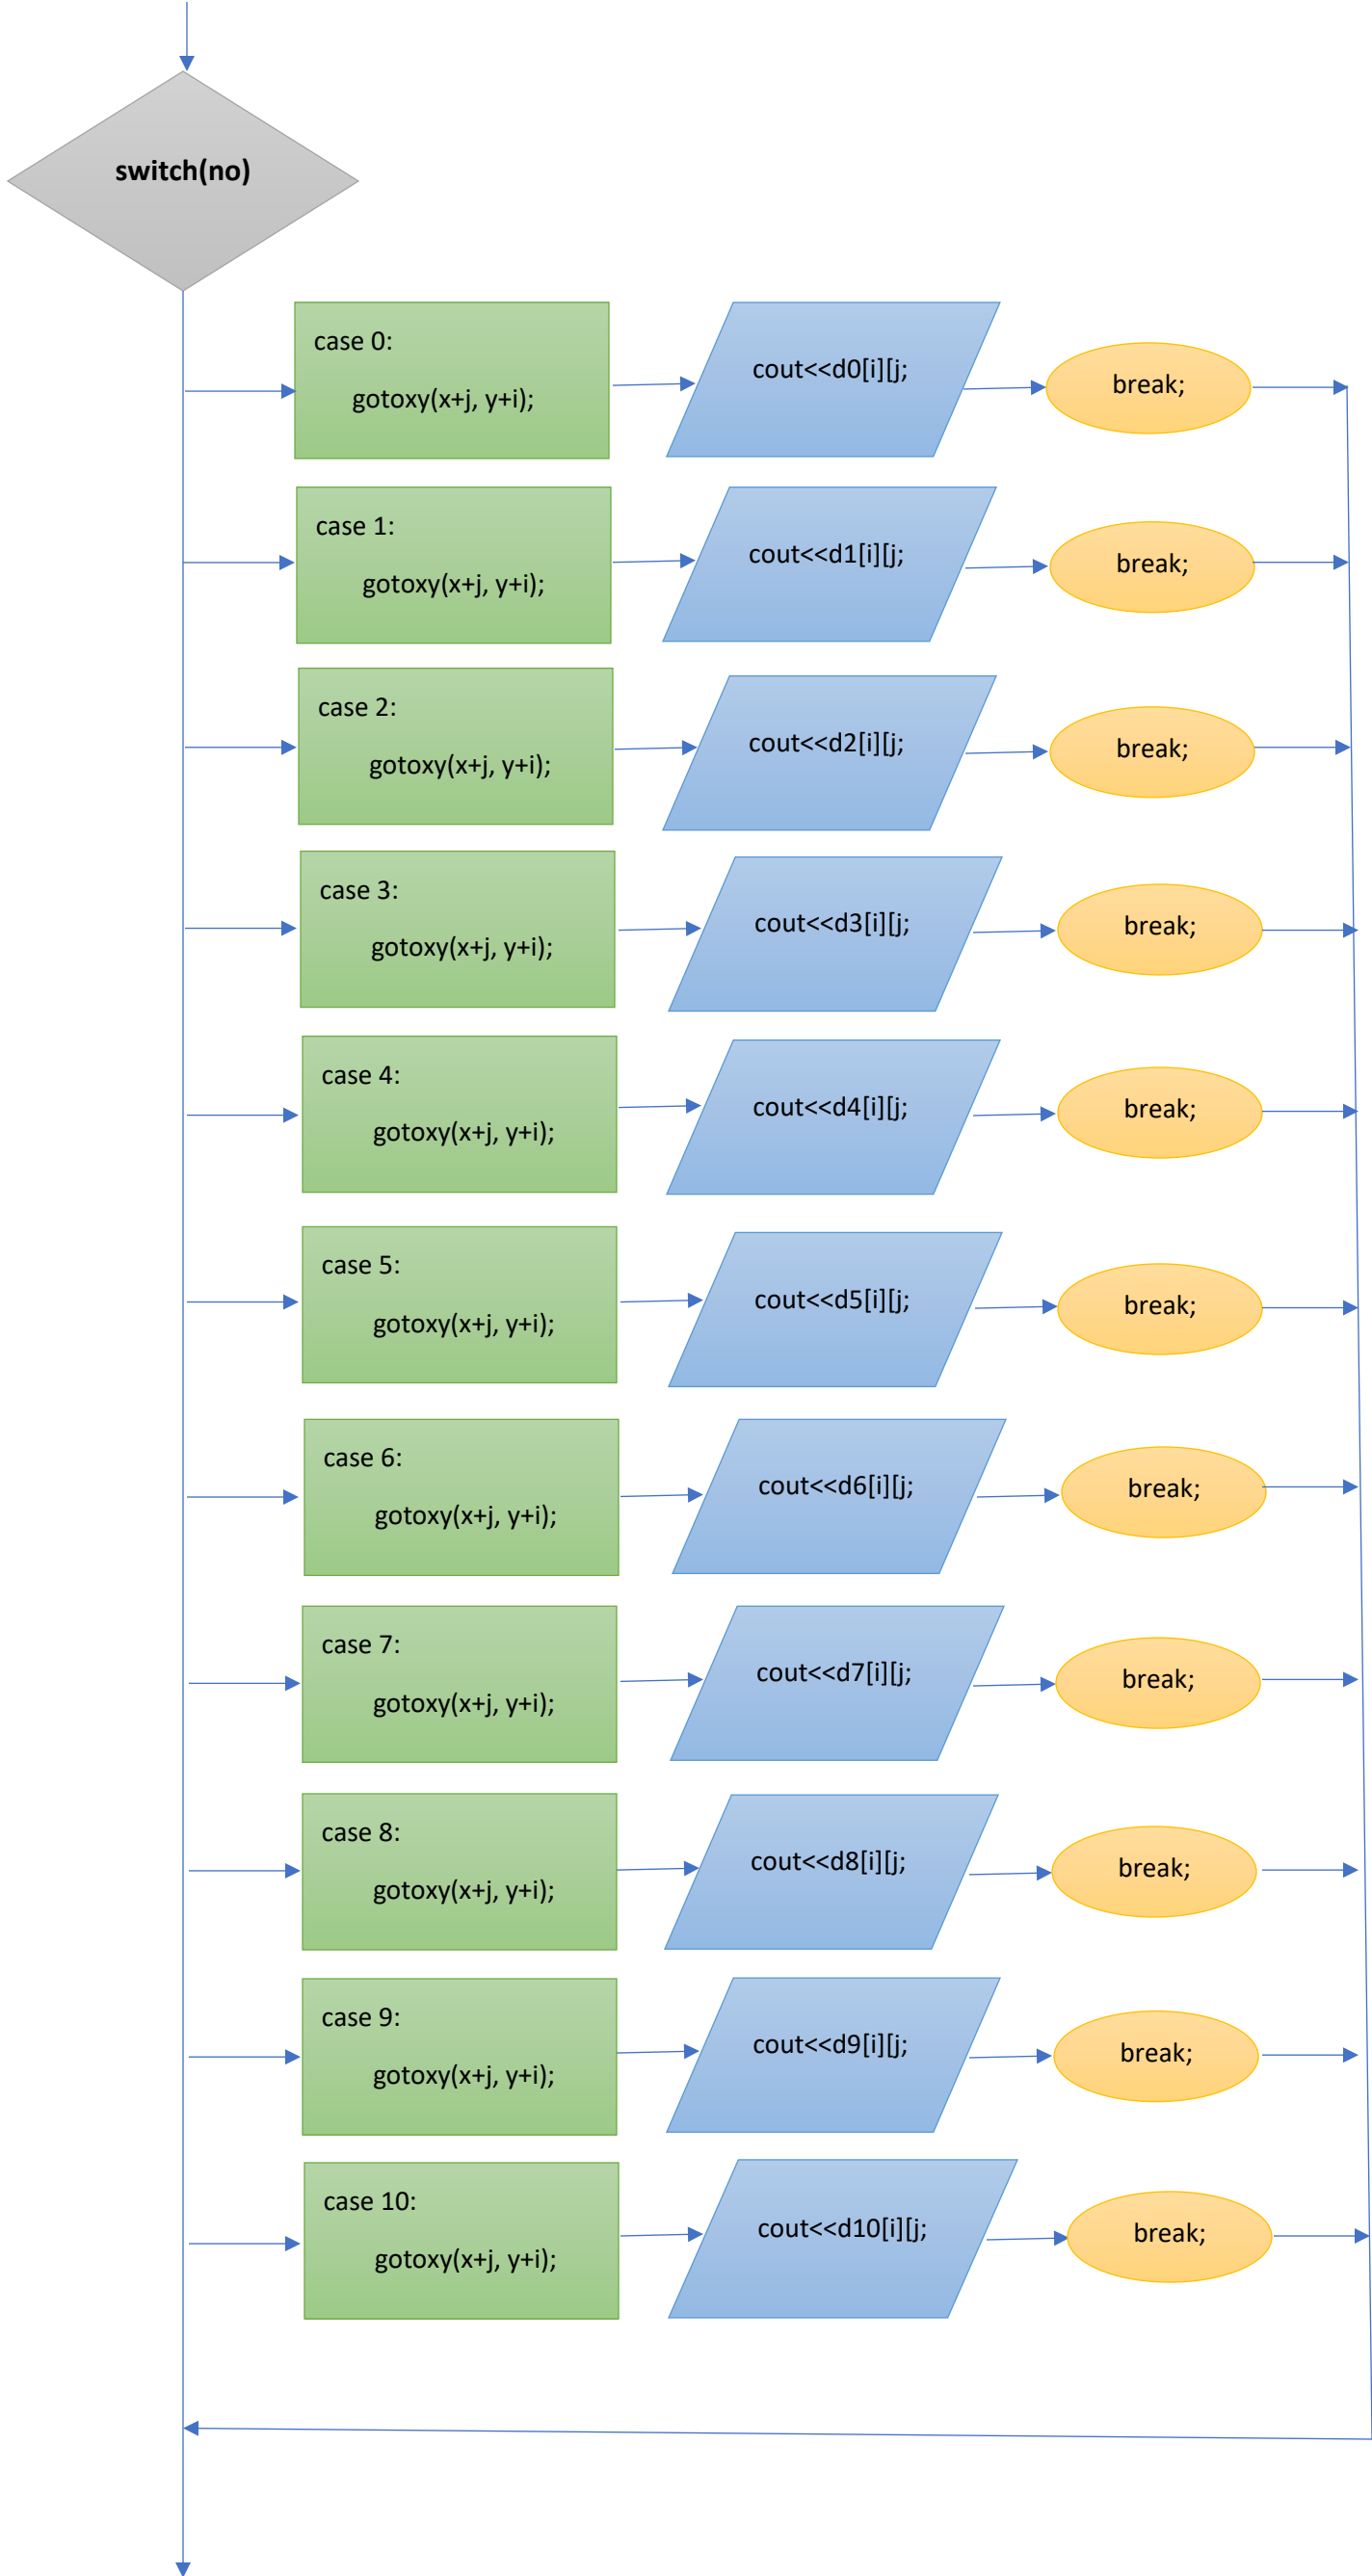 switch(no)
case 0:
gotoxy(x+j, y+i);
cout<<d0[i][j;
break;
case 1:
gotoxy(x+j, y+i);
cout<<d1[i][j;
break;
case 2:
gotoxy(x+j, y+i);
cout<<d2[i][j;
break;
case 3:
gotoxy(x+j, y+i);
cout<<d3[i][j;
break;
case 4:
gotoxy(x+j, y+i);
cout<<d4[i][j;
break;
case 5:
gotoxy(x+j, y+i);
cout<<d5[i][j;
break;
case 6:
gotoxy(x+j, y+i);
cout<<d6[i][j;
break;
case 7:
gotoxy(x+j, y+i);
cout<<d7[i][j;
break;
case 8:
gotoxy(x+j, y+i);
cout<<d8[i][j;
break;
case 9:
gotoxy(x+j, y+i);
cout<<d9[i][j;
break;
case 10:
gotoxy(x+j, y+i);
cout<<d10[i][j;
break;